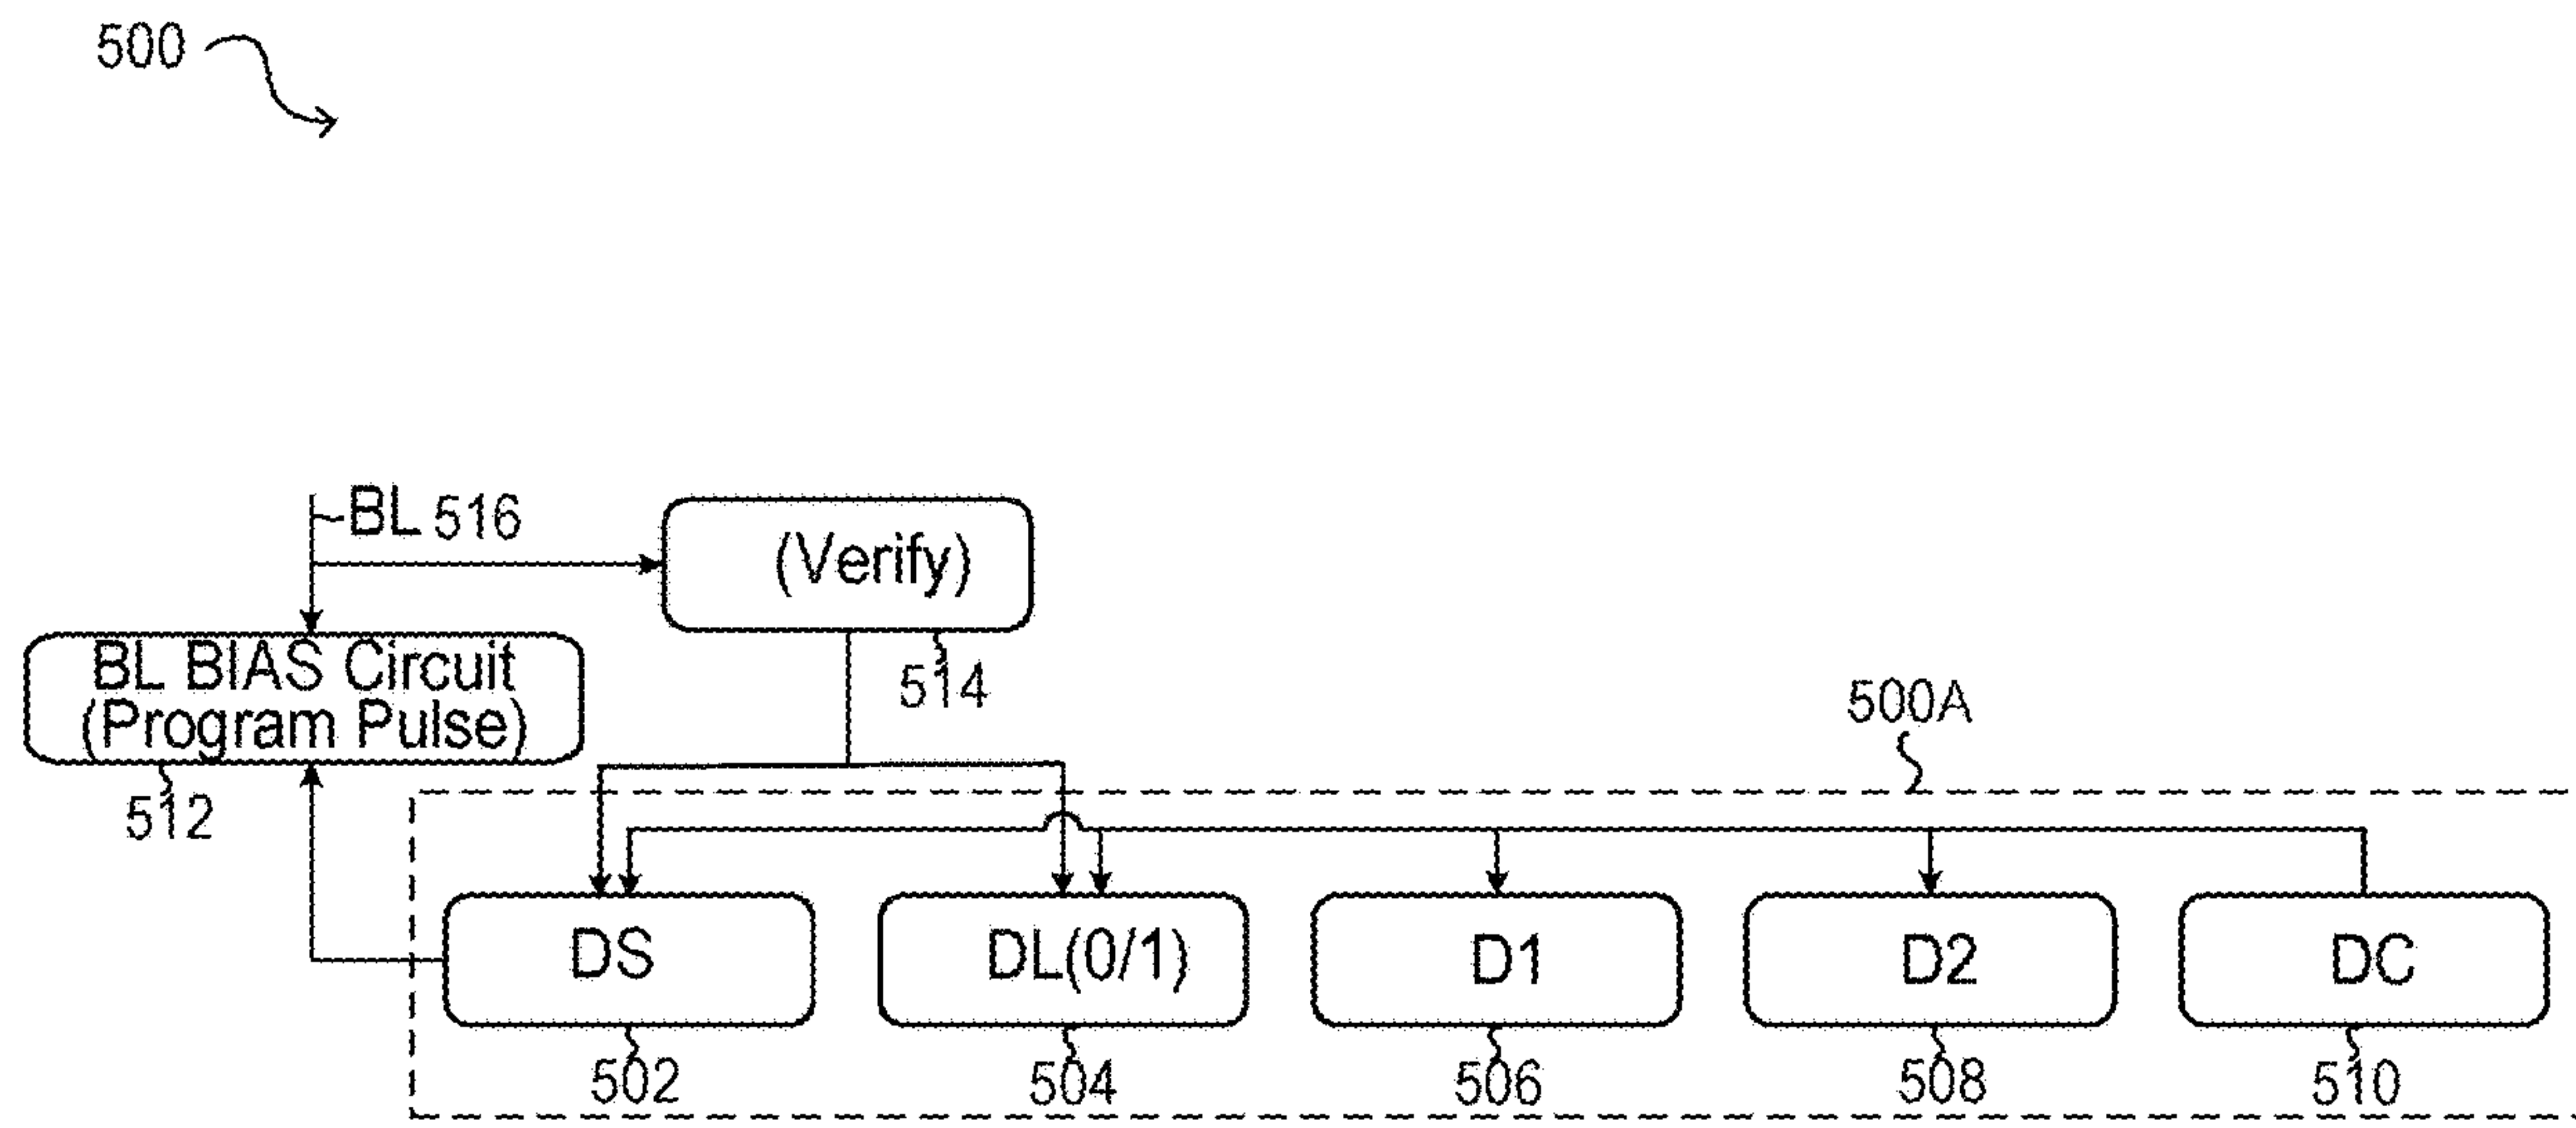 500
BL 516
(Verify)
BL BIAS Circuit
(Program Pulse)
514
500A
512
DS
DL(0/1)
D1
D2
DC
502
504
506
508
510